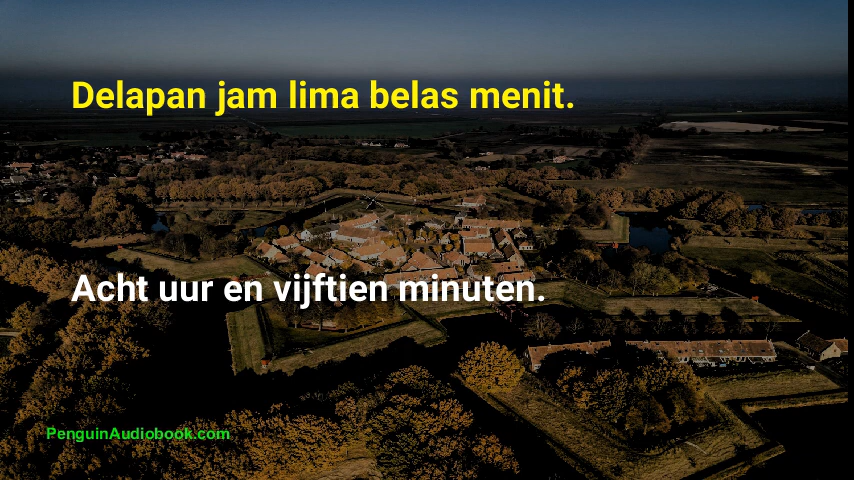 Delapan jam lima belas menit.
Acht uur en vijftien minuten.
PenguinAudiobook.com